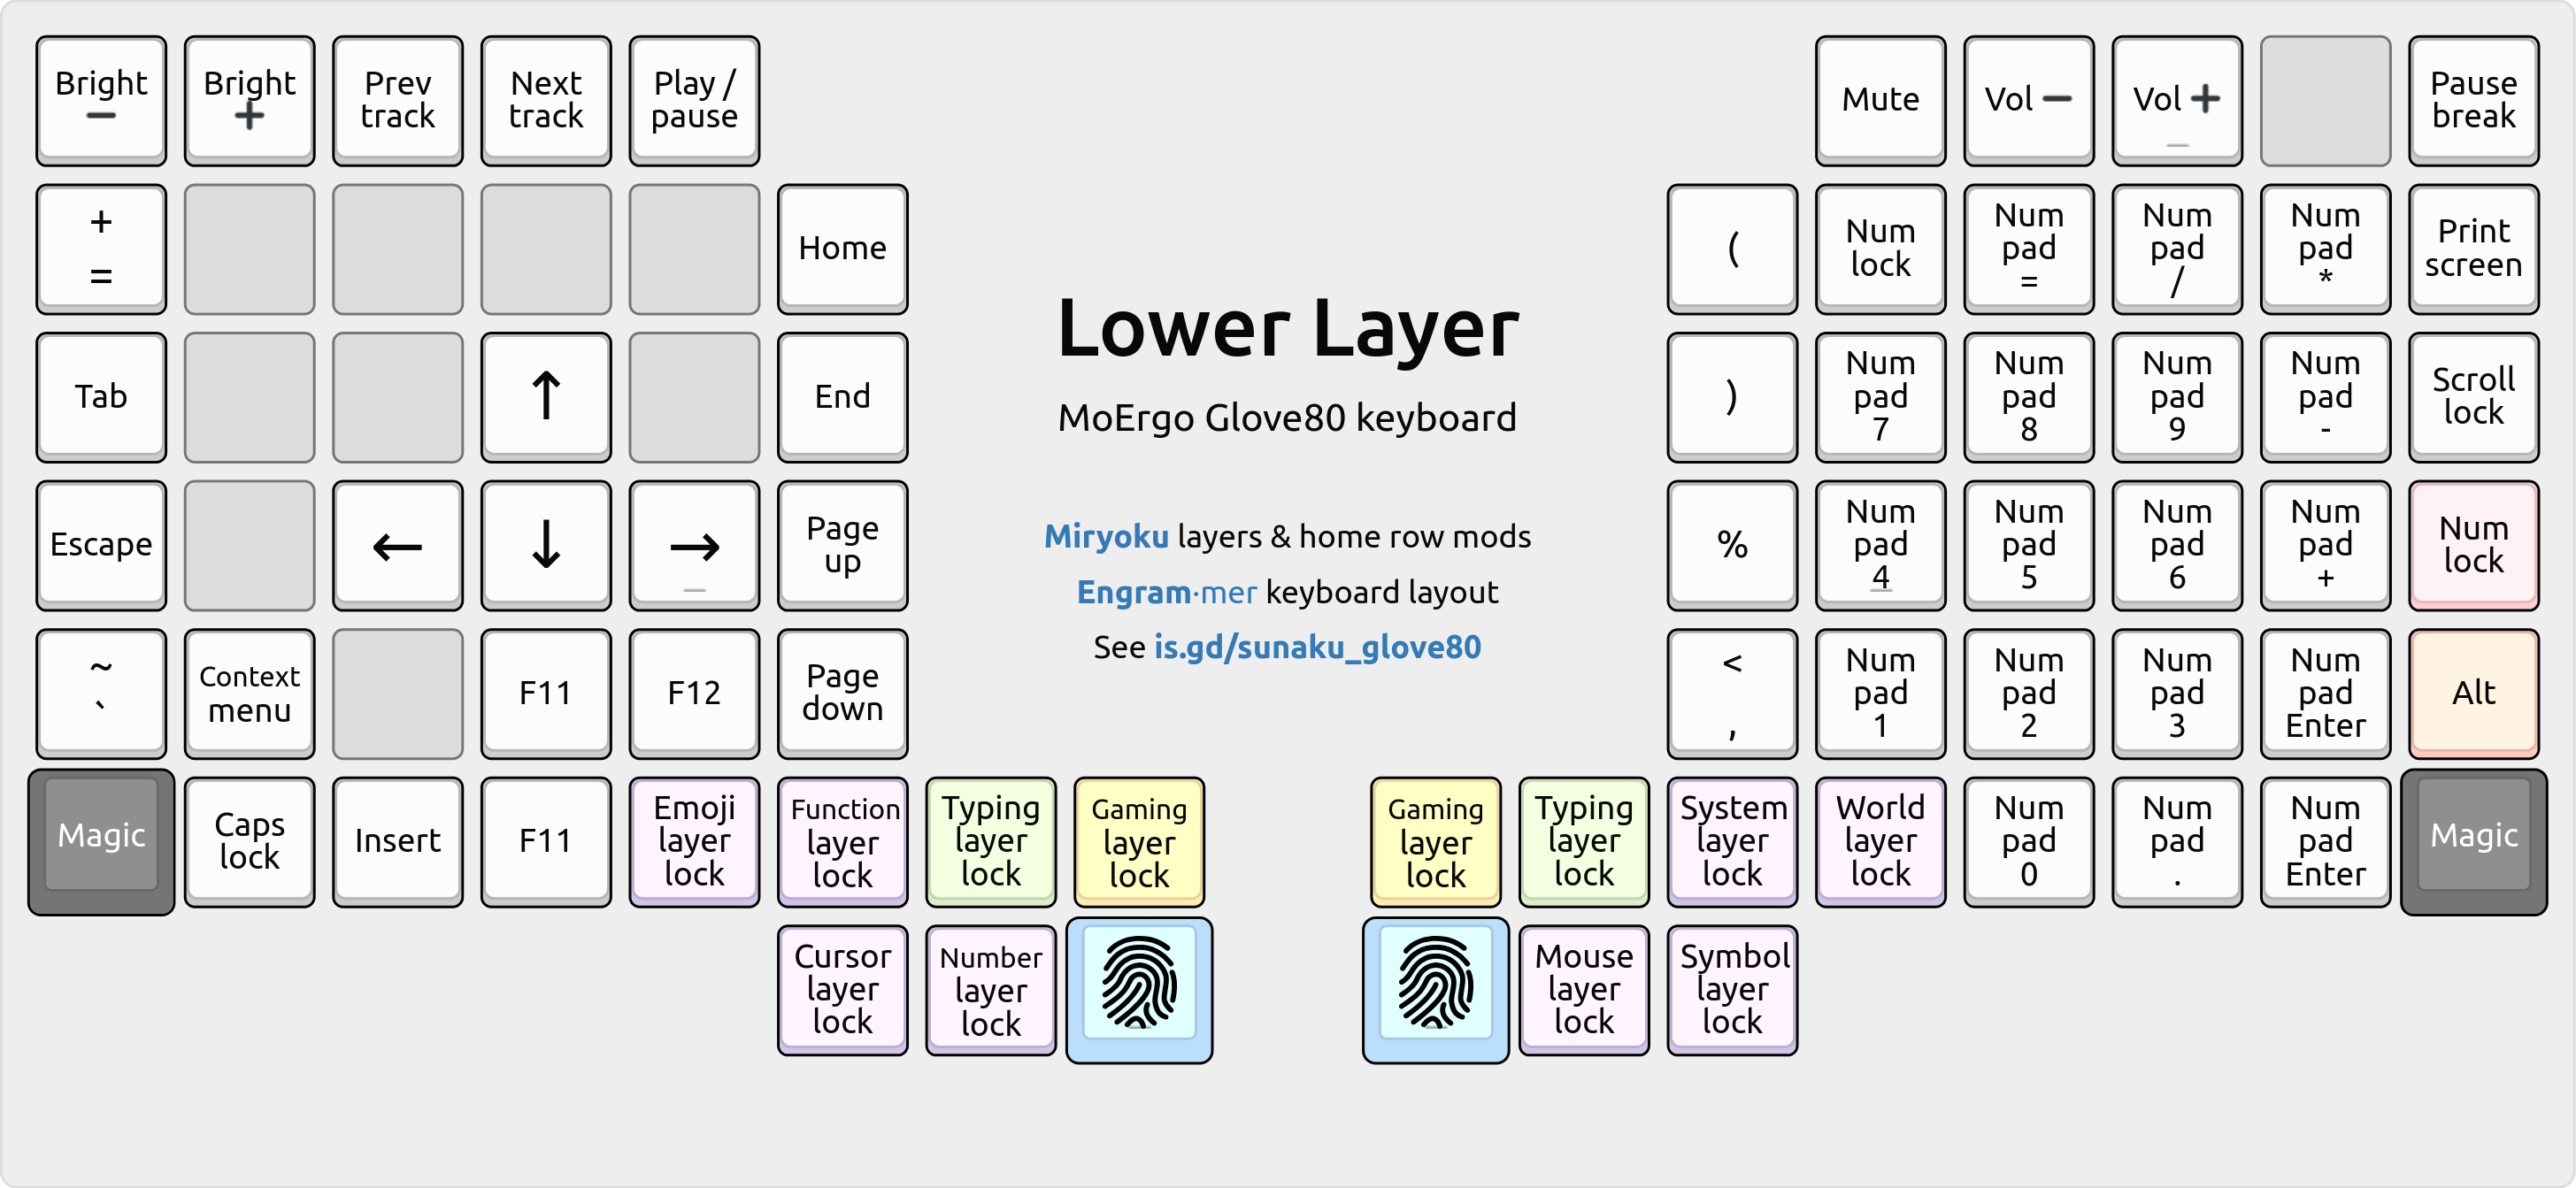 Bright
−
Bright
+
Prev
track
Next
track
Play /
pause
Mute
Vol −
Vol +
Pause
break
+
=
Home
(
Num
lock
Num
pad
=
Num
pad
/
Num
pad
*
Print
screen
Tab
↑
End
)
Num
pad
7
Num
pad
8
Num
pad
9
Num
pad
-
Scroll
lock
Lower Layer
MoErgo Glove80 keyboard
Escape
←
↓
→
Page
up
Miryoku layers & home row mods
Engram·mer keyboard layout
See is.gd/sunaku_glove80
%
Num
pad
4
Num
pad
5
Num
pad
6
Num
pad
+
Num
lock
~
`
Context
menu
F11
F12
Page
down
<
,
Num
pad
1
Num
pad
2
Num
pad
3
Num
pad
Enter
Alt
Magic
Caps
lock
Insert
F11
Emoji
layer
lock
Function
layer
lock
Typing
layer
lock
Gaming
layer
lock
Gaming
layer
lock
Typing
layer
lock
System
layer
lock
World
layer
lock
Num
pad
0
Num
pad
.
Num
pad
Enter
Magic
Cursor
layer
lock
Number
layer
lock
Mouse
layer
lock
Symbol
layer
lock